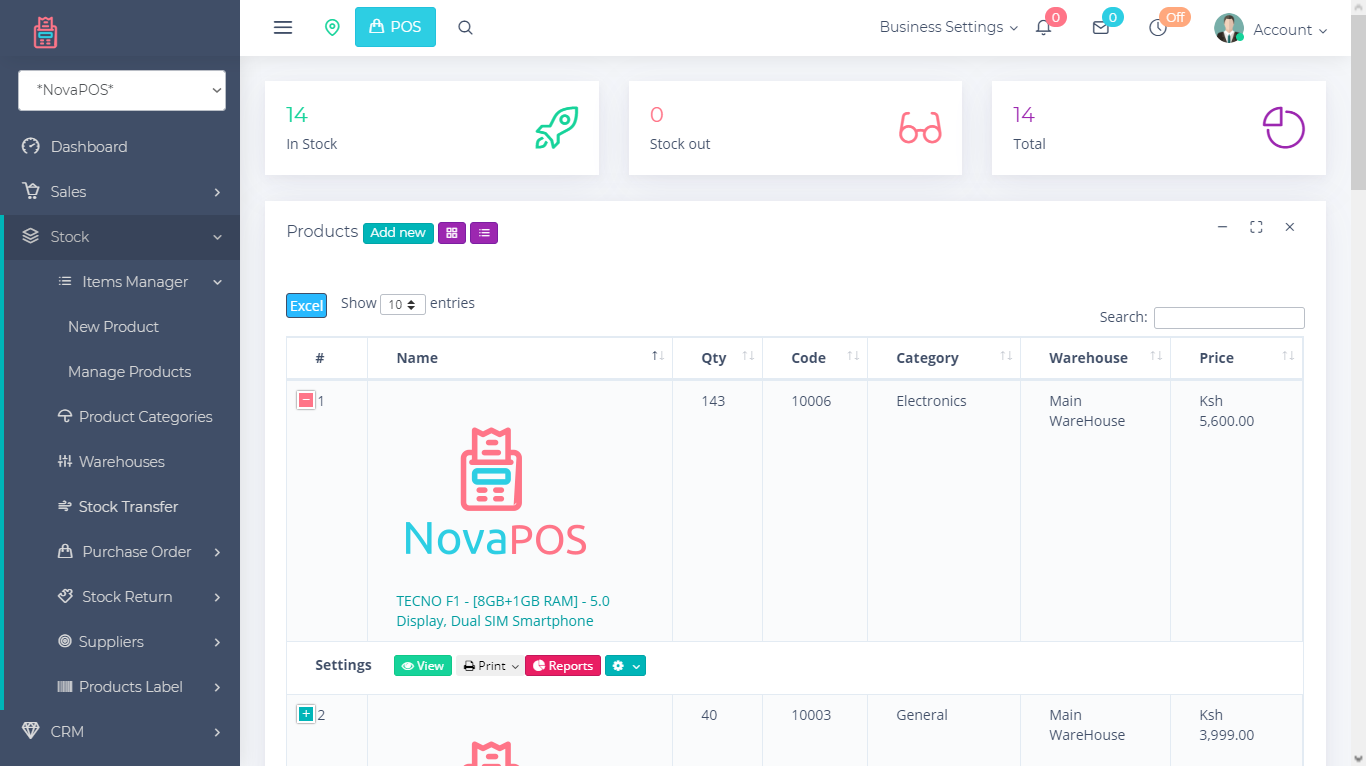 POS
Business Settings
0
0
Off
Account
*NovaPOS*
Dashboard
Sales
Stock
Items Manager
New Product
Manage Products
Product Categories
Warehouses
Stock Transfer
Purchase Order
Stock Return
Suppliers
Products Label
CRM
14
In Stock
0
Stock out
14
Total
Products Add new
Excel Show 10 entries
Search:
# Name Qty Code Category Warehouse Price
1 143 10006 Electronics Main Ksh
WareHouse 5,600.00
NovaPOS
TECNO F1 - [8GB+1GB RAM] - 5.0
Display, Dual SIM Smartphone
Settings View Print Reports
2 40 10003 General Main Ksh
WareHouse 3,999.00